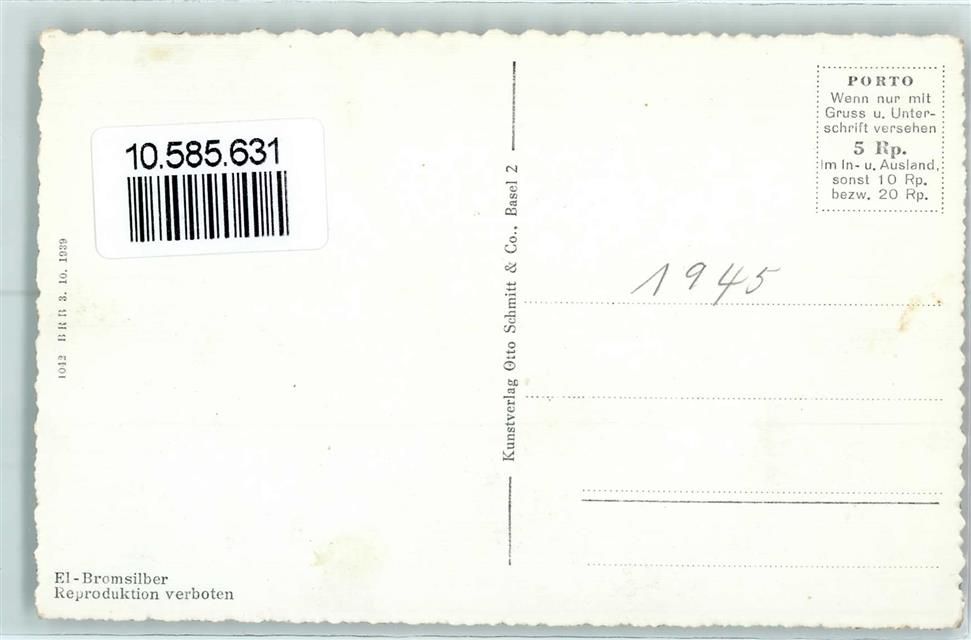 10.585.631
1012 BRB 3. 10. 1939
El-Bromsilber
Reproduktion verboten
Kunstverlag Otto Schmitt & Co., Basel 2
PORTO
Wenn nur mit
Gruss u. Unter-
schrift versehen
5 Rp.
Im In- u. Ausland,
sonst 10 Rp.
bezw. 20 Rp.
1945